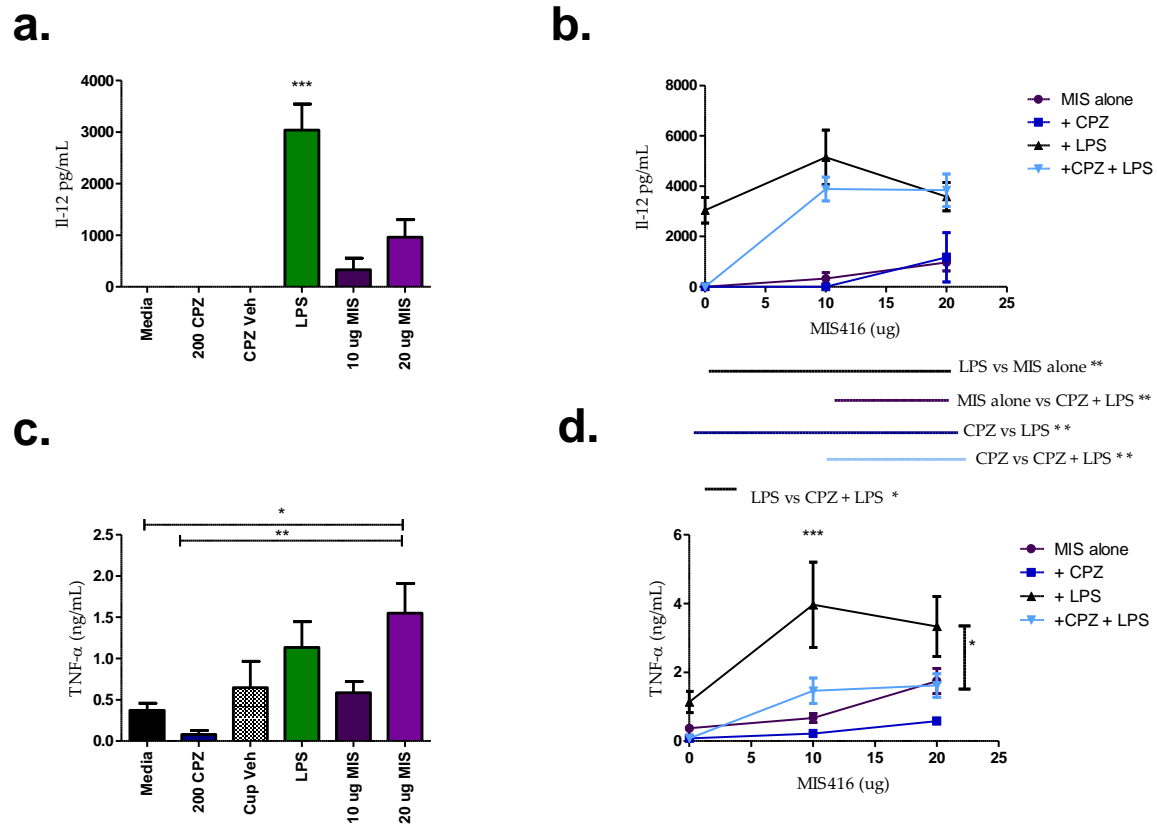 a.
Il-12 pg/mL
4000
3000
2000
1000
0
***
Media
200 CPZ
CPZ Veh
LPS
10 ug MIS
20 ug MIS
b.
Il-12 pg/mL
8000
6000
4000
2000
0
0
5
10
15
20
25
MIS416 (ug)
MIS alone
+ CPZ
+ LPS
+CPZ + LPS
LPS vs MIS alone **
MIS alone vs CPZ + LPS **
CPZ vs LPS **
CPZ vs CPZ + LPS **
LPS vs CPZ + LPS *
c.
TNF-α (ng/mL)
2.5
2.0
1.5
1.0
0.5
0.0
*
**
Media
200 CPZ
Cup Veh
LPS
10 ug MIS
20 ug MIS
d.
TNF-α (ng/mL)
6
4
2
0
***
*
0
5
10
15
20
25
MIS416 (ug)
MIS alone
+ CPZ
+ LPS
+CPZ + LPS